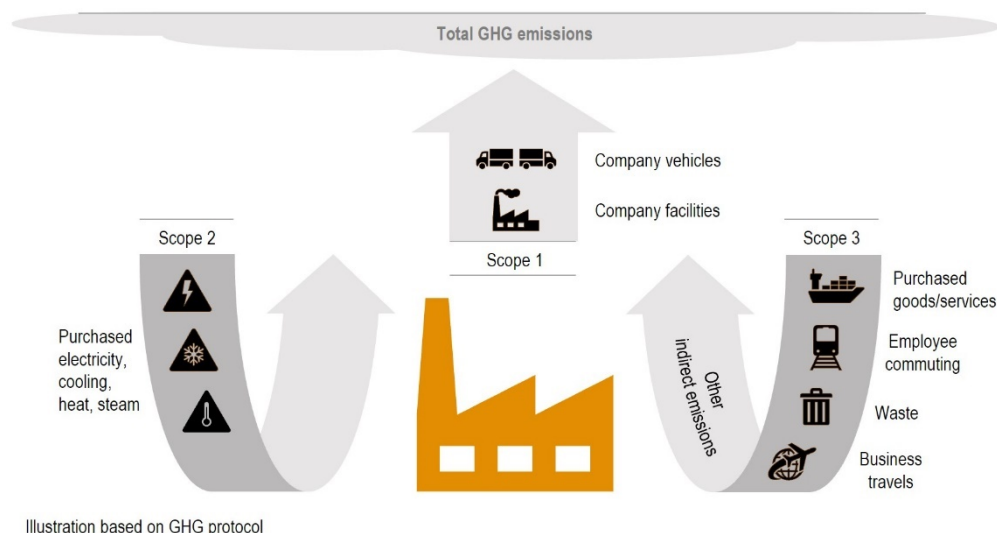 Total GHG emissions
Company vehicles
Company facilities
Scope 1
Scope 2
Purchased
electricity,
cooling,
heat, steam
Scope 3
Purchased
goods/services
Employee
commuting
Waste
Business
travels
Other
indirect emissions
Illustration based on GHG protocol